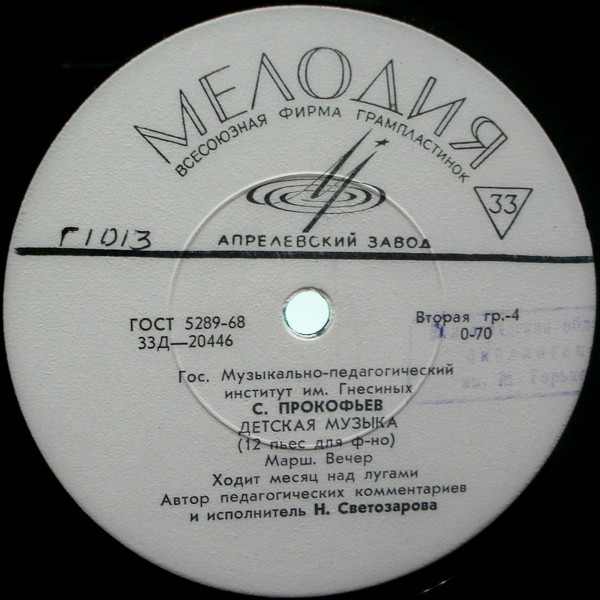 МЕЛОДИЯ
ВСЕСОЮЗНАЯ ФИРМА ГРАМПЛАСТИНОК
33
Г1013
АПРЕЛЕВСКИЙ ЗАВОД
ГОСТ 5289-68
33Д—20446
Вторая гр.-4
0-70
Гос. Музыкально-педагогический
институт им. Гнесиных
С. ПРОКОФЬЕВ
ДЕТСКАЯ МУЗЫКА
(12 пьес для ф-но)
Марш. Вечер
Ходит месяц над лугами
Автор педагогических комментариев
и исполнитель Н. Светозарова